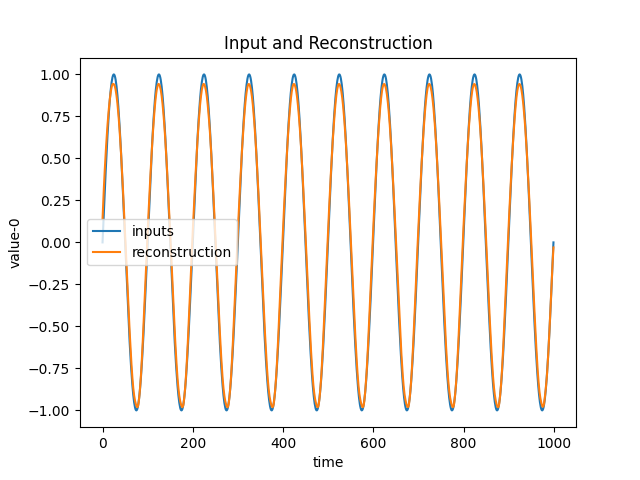 Input and Reconstruction
1.00
0.75
0.50
0.25
0.00
−0.25
−0.50
−0.75
−1.00
value-0
inputs
reconstruction
0 200 400 600 800 1000
time